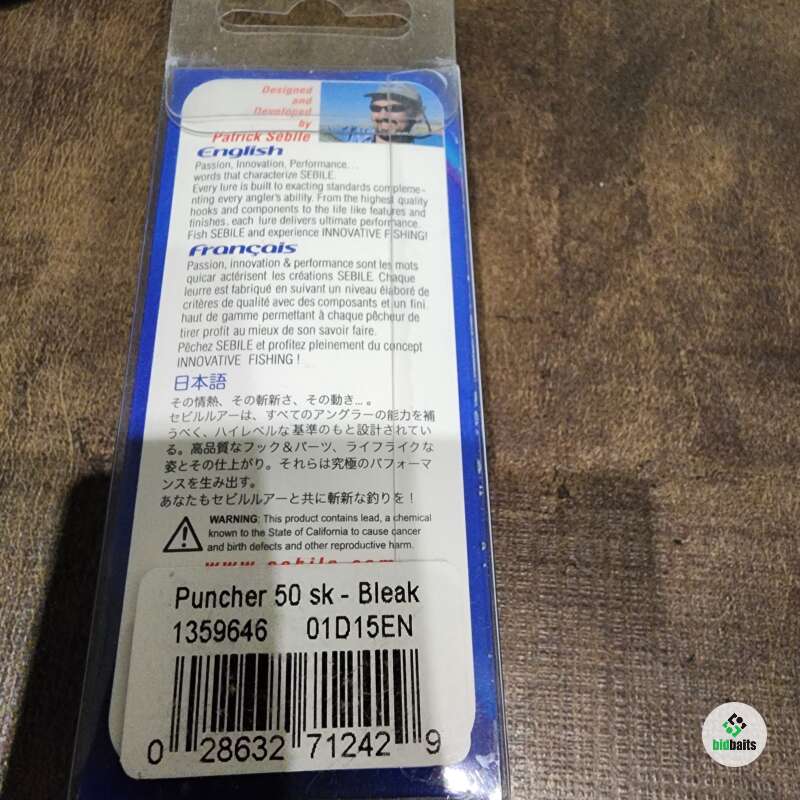 Designed
and
Developed
by
Patrick Sébile
English
Passion, Innovation, Performance...
words that characterize SEBILE.
Every lure is built to exacting standards compleme-
nting every angler's ability. From the highest quality
hooks and components to the life like features and
finishes, each lure delivers ultimate performance.
Fish SEBILE and experience INNOVATIVE FISHING!
Français
Passion, innovation & performance sont les mots
quicar actérisent les créations SEBILE. Chaque
leurre est fabriqué en suivant un niveau élaboré de
critères de qualité avec des composants et un fini
haut de gamme permettant à chaque pêcheur de
tirer profit au mieux de son savoir faire.
Pêchez SEBILE et profitez pleinement du concept
INNOVATIVE FISHING !
日本語
その情熱、その斬新さ、その動き...。
セビルルアーは、すべてのアングラーの能力を補
うべく、ハイレベルな基準のもと設計されてい
る。高品質なフック＆パーツ、ライフライクな
姿とその仕上がり。それらは究極のパフォーマ
ンスを生み出す。
あなたもセビルルアーと共に斬新な釣りを！
WARNING: This product contains lead, a chemical
known to the State of California to cause cancer
and birth defects and other reproductive harm.
www.sebile.com
Puncher 50 sk - Bleak
1359646 01D15EN
0 28632 71242 9
bidbaits